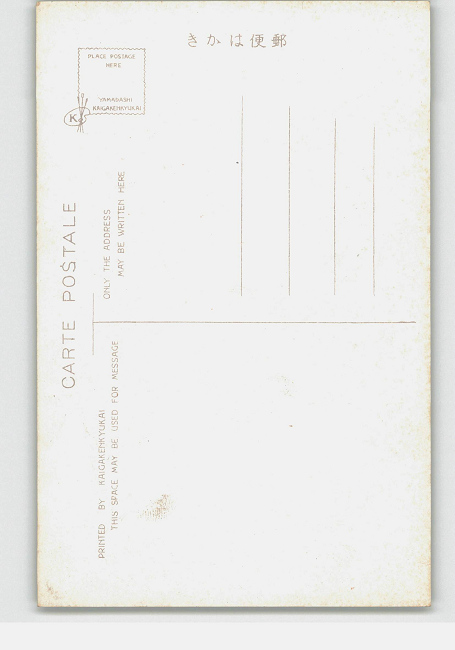 きかは便郵
PLACE POSTAGE
HERE
YAMADASHI
KAIGAKENKYUKAI
K
CARTE POSTALE
ONLY THE ADDRESS
MAY BE WRITTEN HERE
PRINTED BY KAIGAKENKYUKAI
THIS SPACE MAY BE USED FOR MESSAGE